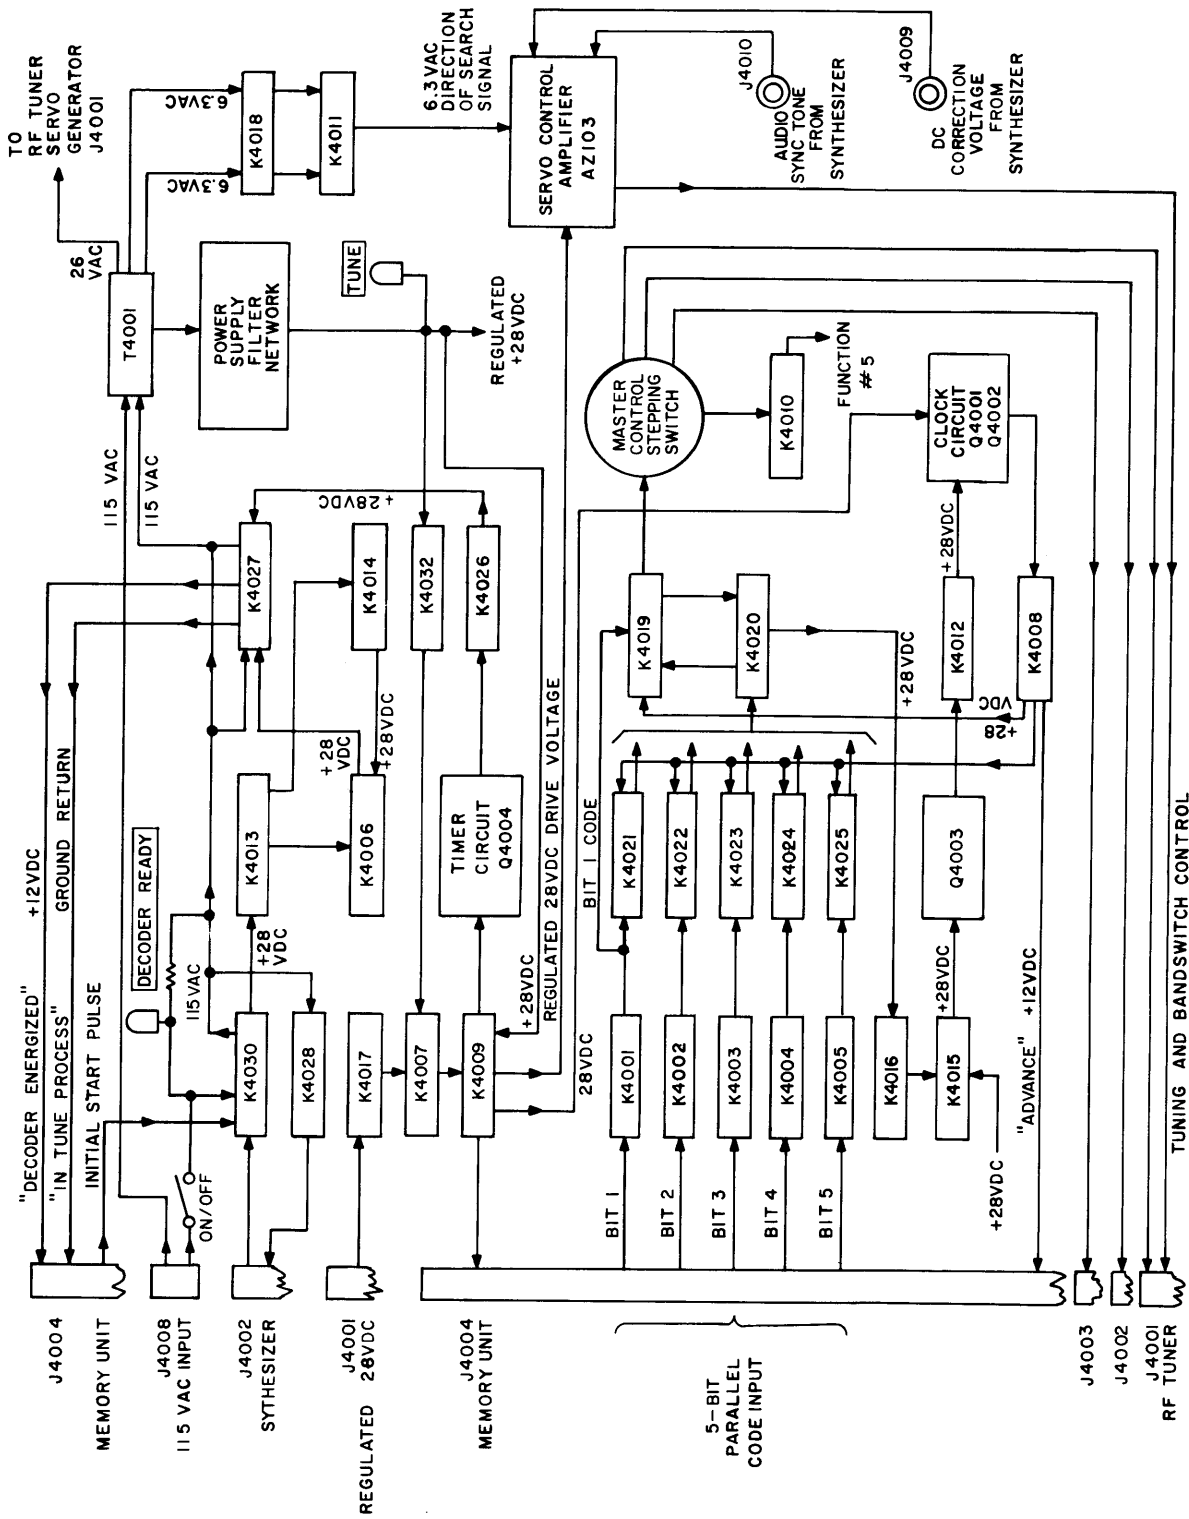 J4004
MEMORY UNIT
J4008
115 VAC INPUT
J4002
SYTHESIZER
J4001
REGULATED 28VDC
J4004
MEMORY UNIT
5-BIT
PARALLEL
CODE INPUT
J4003
J4002
J4001
RF TUNER
"DECODER ENERGIZED"
+12VDC
"IN TUNE PROCESS"
GROUND RETURN
INITIAL START PULSE
ON/OFF
DECODER READY
115VAC
115 VAC
115 VAC
K4030
K4028
K4017
K4007
K4009
+28
VDC
K4013
K4006
+28
VDC
+28VDC
K4027
K4014
K4032
K4026
+28VDC
TIMER
CIRCUIT
Q4004
+28VDC
REGULATED 28VDC DRIVE VOLTAGE
28VDC
T4001
26
VAC
TO
RF TUNER
SERVO
GENERATOR
J4001
6.3VAC
6.3VAC
K4018
K4011
POWER
SUPPLY
FILTER
NETWORK
TUNE
REGULATED
+28VDC
6.3VAC
DIRECTION
OF SEARCH
SIGNAL
SERVO CONTROL
AMPLIFIER
AZ103
J4010
AUDIO
SYNC TONE
FROM
SYNTHESIZER
J4009
DC
CORRECTION
VOLTAGE
FROM
SYNTHESIZER
BIT 1
BIT 2
BIT 3
BIT 4
BIT 5
K4001
K4002
K4003
K4004
K4005
K4016
K4015
+28VDC
+28VDC
BIT 1 CODE
K4021
K4022
K4023
K4024
K4025
Q4003
K4019
K4020
+28VDC
K4012
K4008
+28
VDC
+28VDC
MASTER
CONTROL
STEPPING
SWITCH
K4010
FUNCTION
#5
CLOCK
CIRCUIT
Q4001
Q4002
"ADVANCE"
+12VDC
TUNING AND BANDSWITCH CONTROL